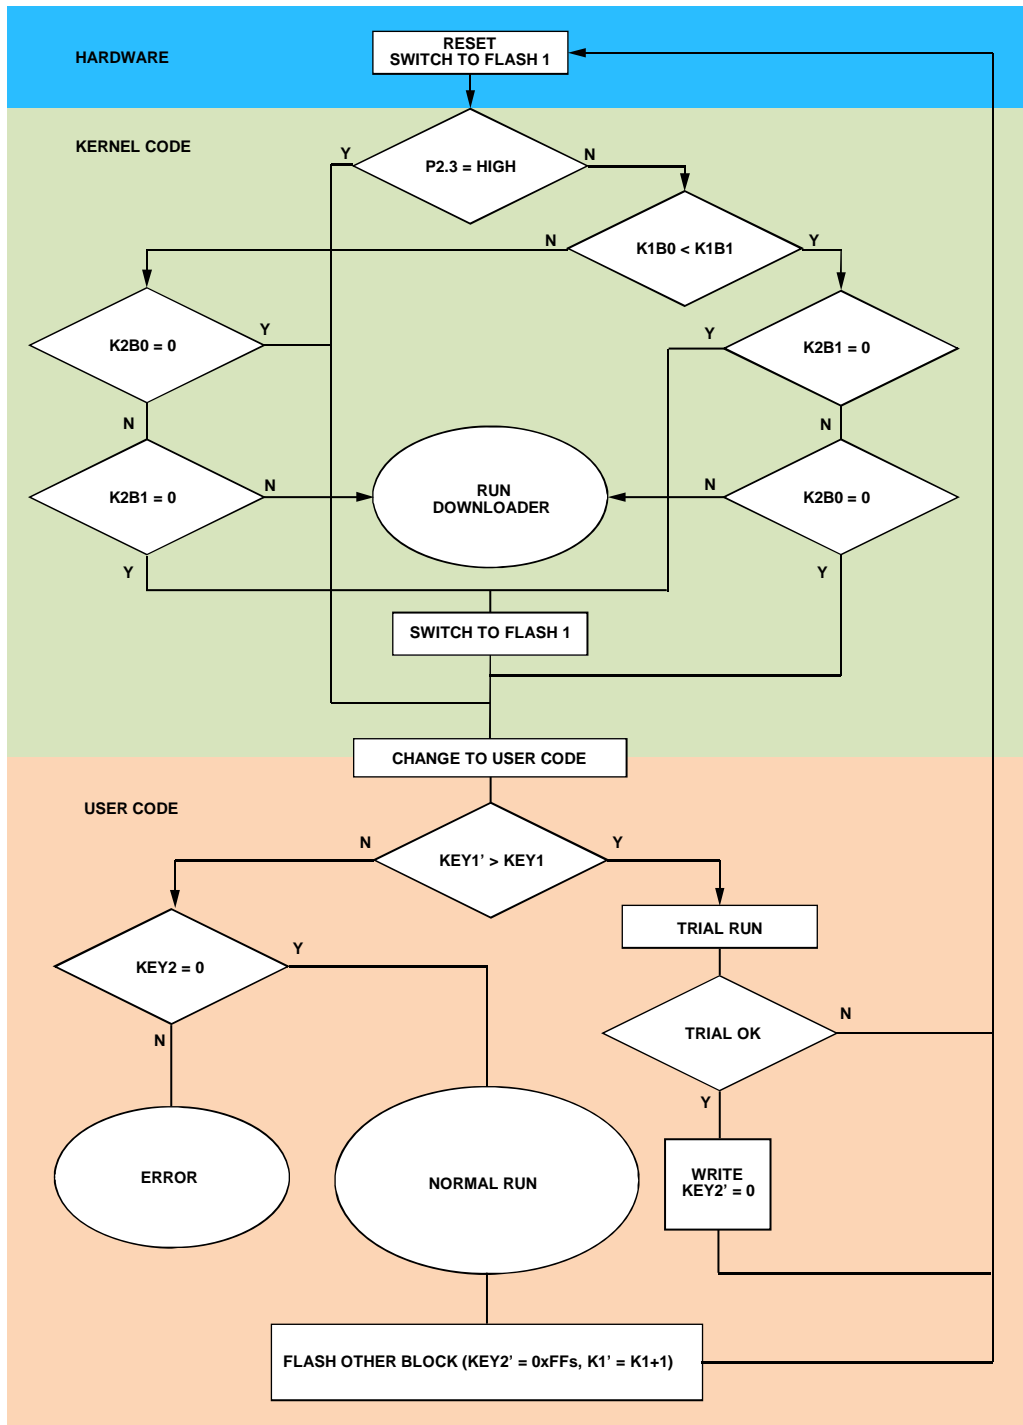 HARDWARE
RESET
SWITCH TO FLASH 1
KERNEL CODE
Y
P2.3 = HIGH
N
N
K1B0 < K1B1
Y
K2B0 = 0
Y
Y
K2B1 = 0
N
N
K2B1 = 0
N
RUN
DOWNLOADER
N
K2B0 = 0
Y
Y
SWITCH TO FLASH 1
CHANGE TO USER CODE
USER CODE
N
KEY1' > KEY1
Y
TRIAL RUN
KEY2 = 0
Y
N
TRIAL OK
N
Y
ERROR
NORMAL RUN
WRITE
KEY2' = 0
FLASH OTHER BLOCK (KEY2' = 0xFFs, K1' = K1+1)